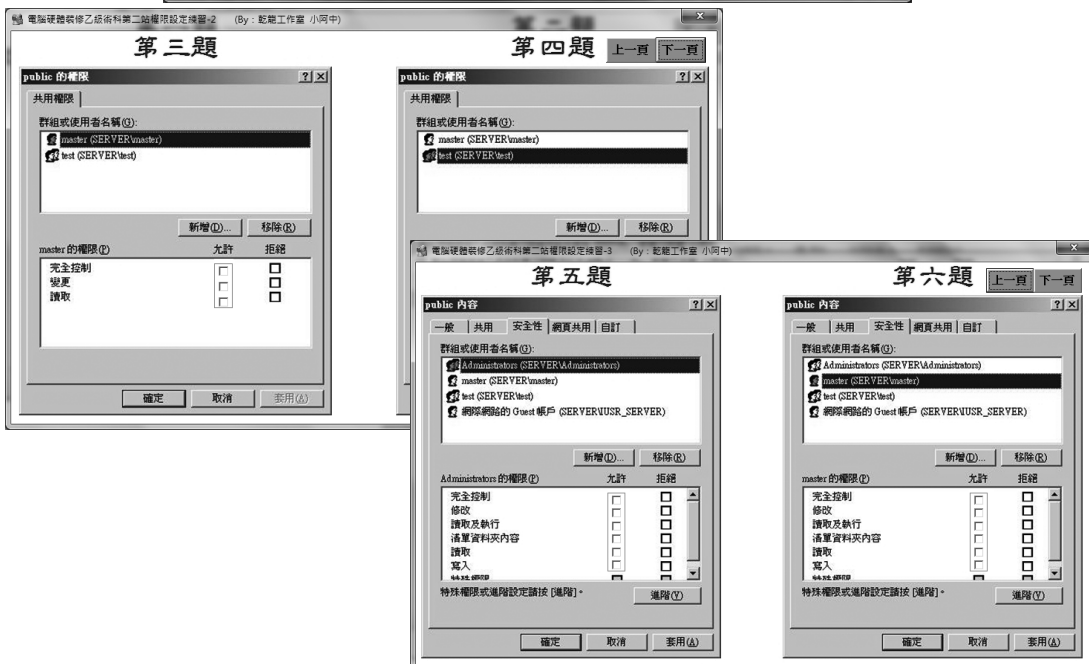 電腦硬體裝修乙級術科第二站權限設定練習-2 (By：乾龍工作室 小阿中)
第三題
第四題
上一頁
下一頁
public 的權限
共用權限
群組或使用者名稱(G):
master (SERVER\master)
test (SERVER\test)
新增(D)...
移除(R)
master 的權限(P)
允許
拒絕
完全控制
變更
讀取
確定
取消
套用(A)
public 的權限
共用權限
群組或使用者名稱(G):
master (SERVER\master)
test (SERVER\test)
新增(D)...
移除(R)
電腦硬體裝修乙級術科第二站權限設定練習-3 (By：乾龍工作室 小阿中)
第五題
第六題
上一頁
下一頁
public 內容
一般
共用
安全性
網頁共用
自訂
群組或使用者名稱(G):
Administrators (SERVER\Administrators)
master (SERVER\master)
test (SERVER\test)
網際網路的 Guest 帳戶 (SERVER\IUSR_SERVER)
新增(D)...
移除(R)
Administrators 的權限(P)
允許
拒絕
完全控制
修改
讀取及執行
清單資料夾內容
讀取
寫入
特殊權限
特殊權限或進階設定請按 [進階]。
進階(V)
確定
取消
套用(A)
public 內容
一般
共用
安全性
網頁共用
自訂
群組或使用者名稱(G):
Administrators (SERVER\Administrators)
master (SERVER\master)
test (SERVER\test)
網際網路的 Guest 帳戶 (SERVER\IUSR_SERVER)
新增(D)...
移除(R)
master 的權限(P)
允許
拒絕
完全控制
修改
讀取及執行
清單資料夾內容
讀取
寫入
特殊權限
特殊權限或進階設定請按 [進階]。
進階(V)
確定
取消
套用(A)